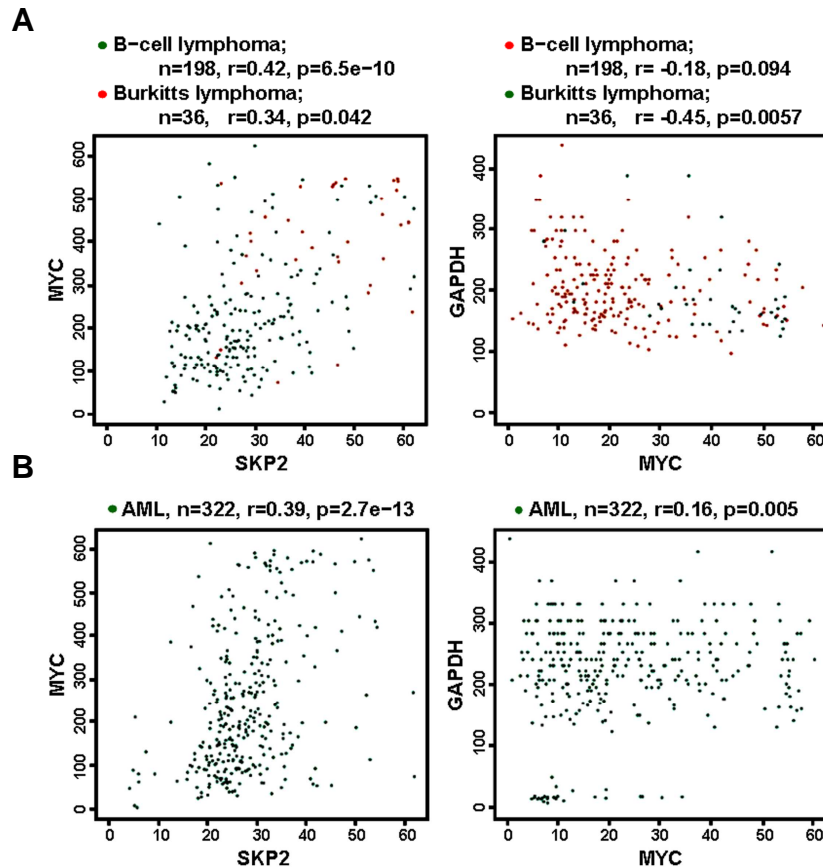 A
B−cell lymphoma;
n=198, r=0.42, p=6.5e−10
Burkitts lymphoma;
n=36, r=0.34, p=0.042
B−cell lymphoma;
n=198, r= -0.18, p=0.094
Burkitts lymphoma;
n=36, r= -0.45, p=0.0057
MYC
0 100 200 300 400 500 600
0 10 20 30 40 50 60
SKP2
GAPDH
0 100 200 300 400
0 10 20 30 40 50 60
MYC
B
AML, n=322, r=0.39, p=2.7e−13
AML, n=322, r=0.16, p=0.005
MYC
0 100 200 300 400 500 600
0 10 20 30 40 50 60
SKP2
GAPDH
0 100 200 300 400
0 10 20 30 40 50 60
MYC